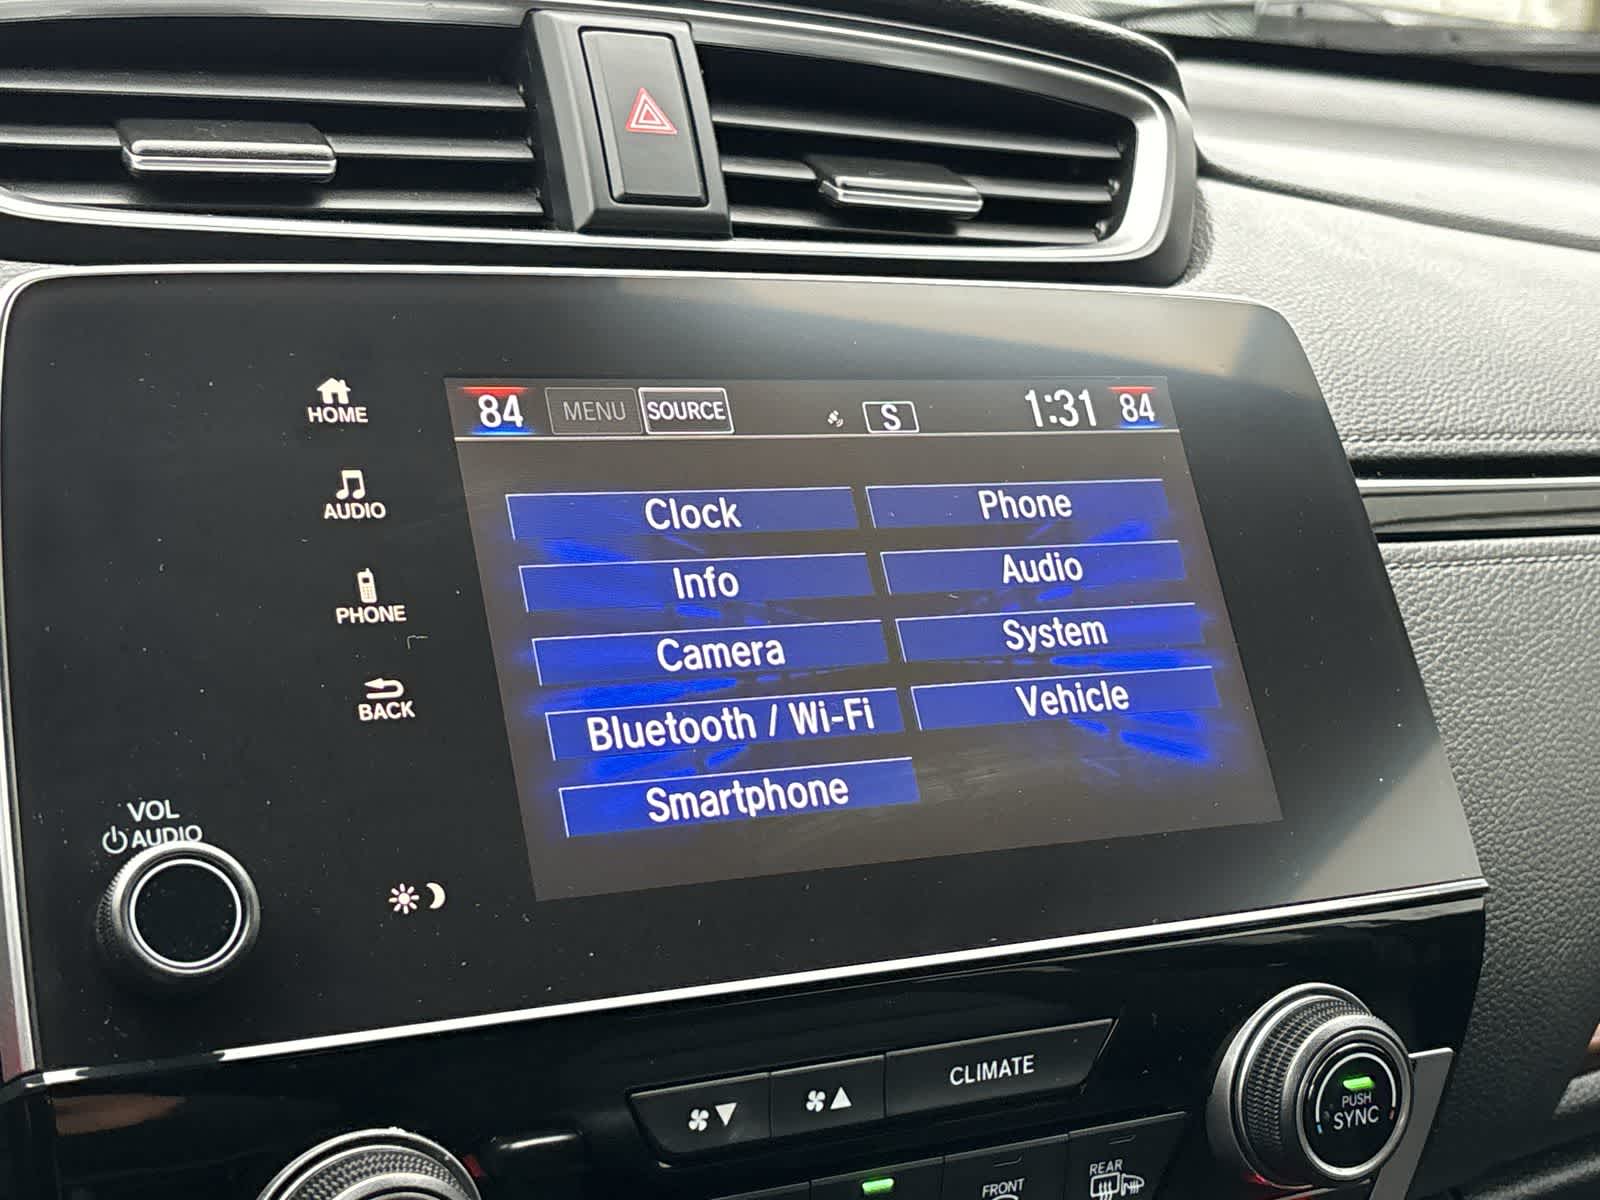 HOME
AUDIO
PHONE
BACK
VOL
AUDIO
84 MENU SOURCE S 1:31 84
Clock Phone
Info Audio
Camera System
Bluetooth / Wi-Fi Vehicle
Smartphone
CLIMATE
PUSH
SYNC
FRONT
REAR